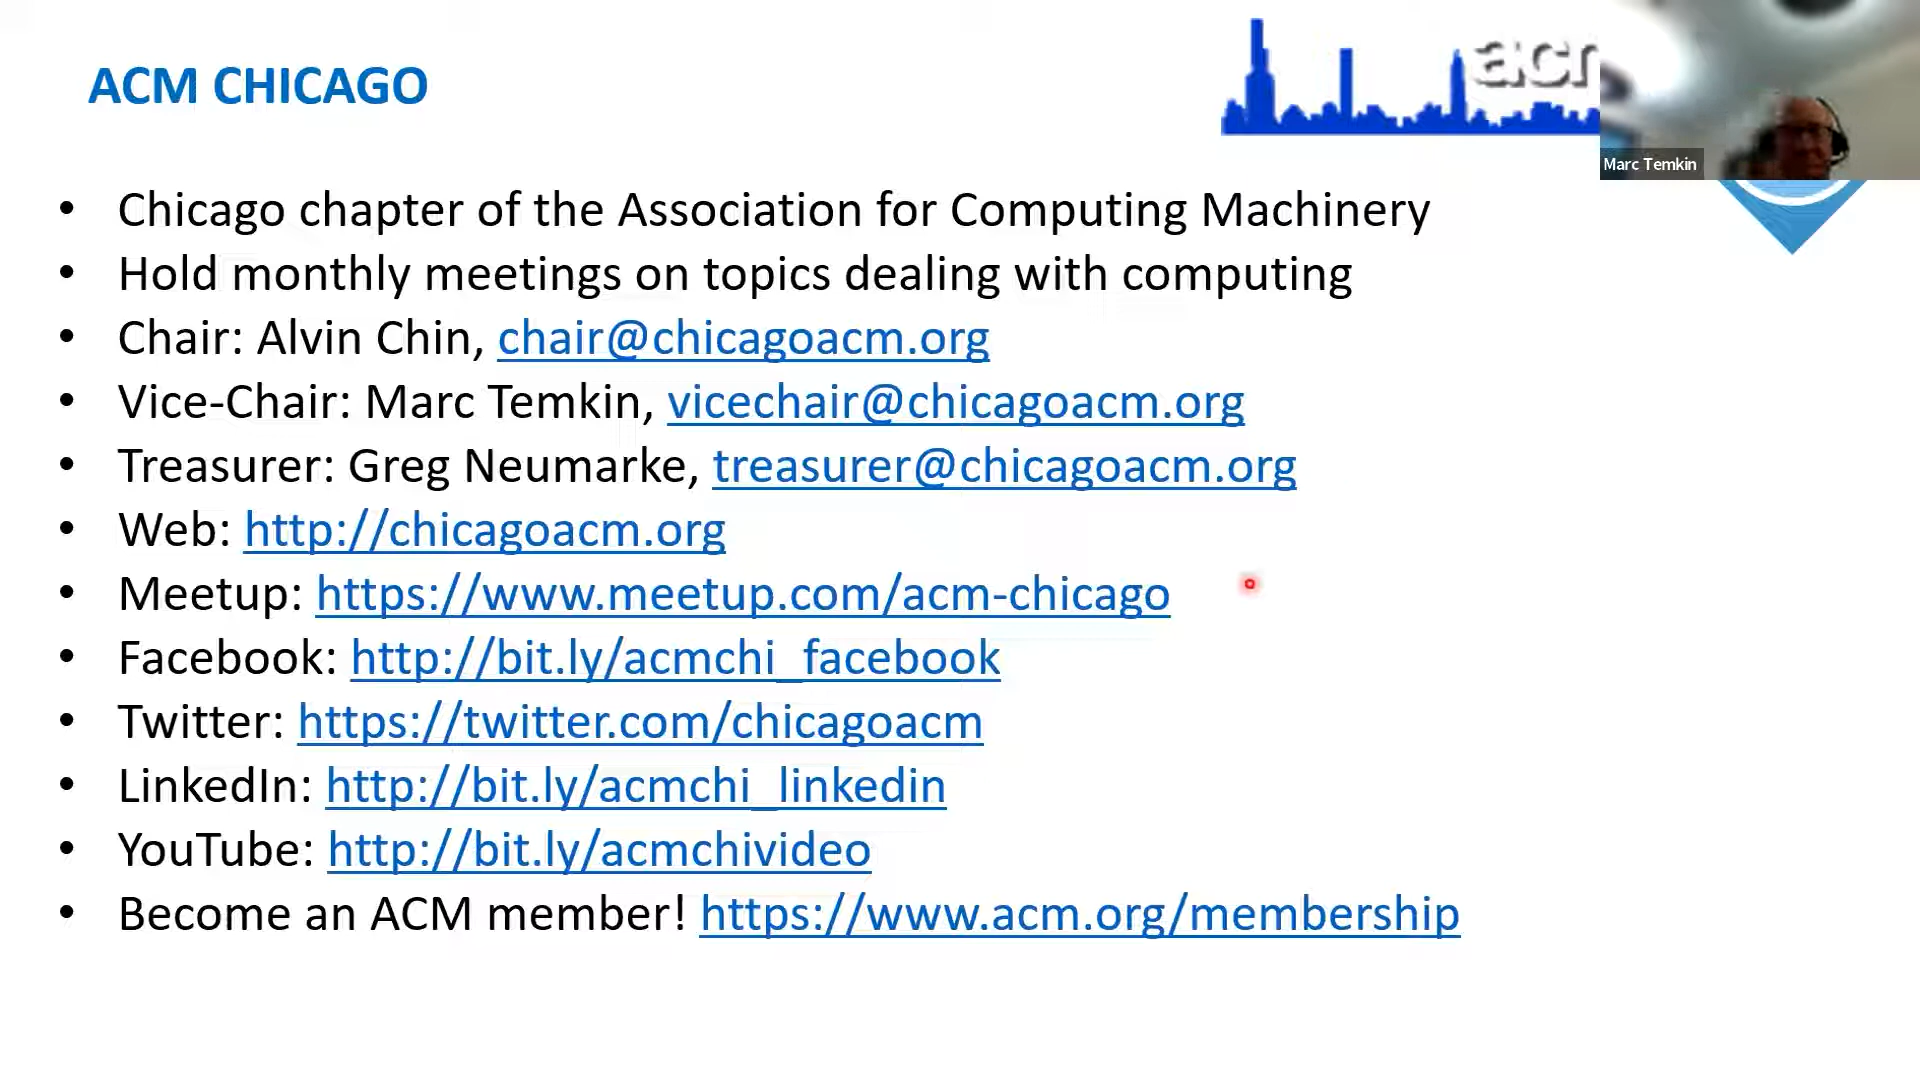 ACM CHICAGO
Marc Temkin
• Chicago chapter of the Association for Computing Machinery
• Hold monthly meetings on topics dealing with computing
• Chair: Alvin Chin, chair@chicagoacm.org
• Vice-Chair: Marc Temkin, vicechair@chicagoacm.org
• Treasurer: Greg Neumarke, treasurer@chicagoacm.org
• Web: http://chicagoacm.org
• Meetup: https://www.meetup.com/acm-chicago
• Facebook: http://bit.ly/acmchi_facebook
• Twitter: https://twitter.com/chicagoacm
• LinkedIn: http://bit.ly/acmchi_linkedin
• YouTube: http://bit.ly/acmchivideo
• Become an ACM member! https://www.acm.org/membership